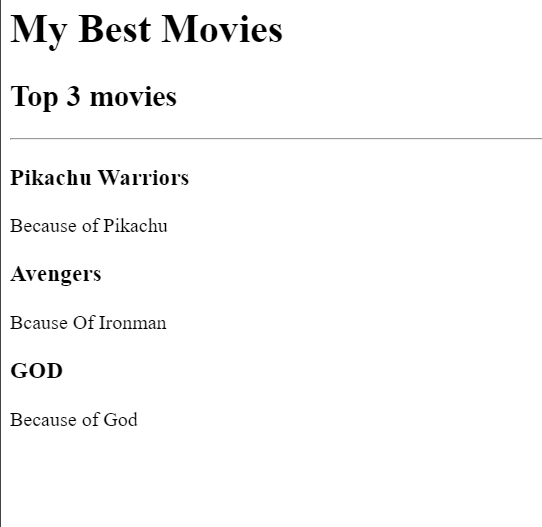 My Best Movies
Top 3 movies
Pikachu Warriors
Because of Pikachu
Avengers
Bcause Of Ironman
GOD
Because of God